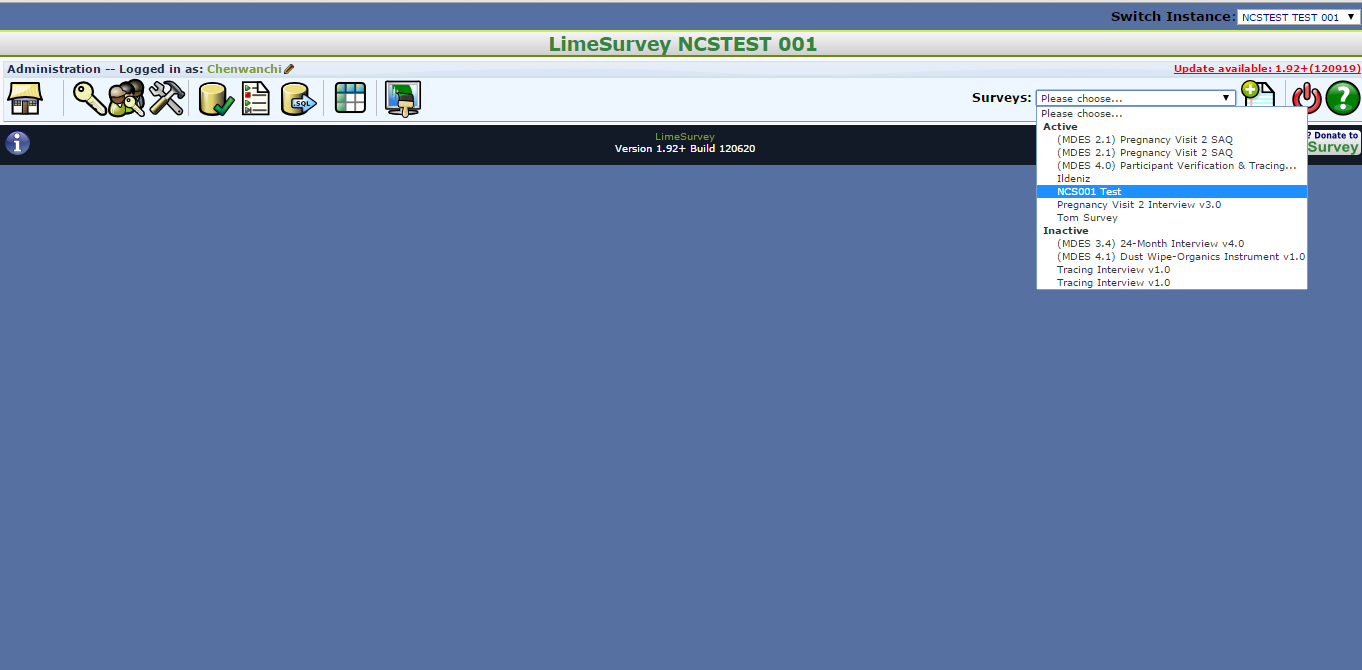 Switch Instance: NCSTEST TEST 001
LimeSurvey NCSTEST 001
Administration -- Logged in as: Chenwanchi
Update available: 1.92+(120919)
SQL
Surveys: Please choose...
Please choose...
Active
(MDES 2.1) Pregnancy Visit 2 SAQ
(MDES 2.1) Pregnancy Visit 2 SAQ
(MDES 4.0) Participant Verification & Tracing...
Ildeniz
NCS001 Test
Pregnancy Visit 2 Interview v3.0
Tom Survey
Inactive
(MDES 3.4) 24-Month Interview v4.0
(MDES 4.1) Dust Wipe-Organics Instrument v1.0
Tracing Interview v1.0
Tracing Interview v1.0
LimeSurvey
Version 1.92+ Build 120620
? Donate to
Survey